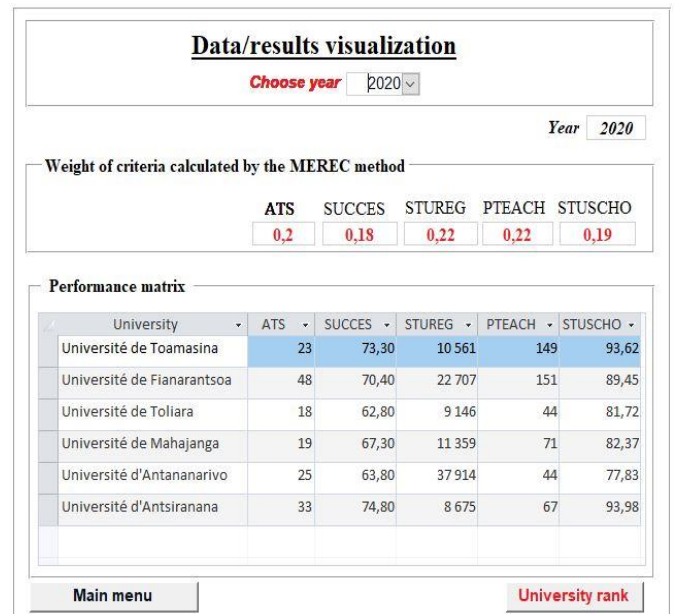 Data/results visualization
Choose year 2020
Year 2020
Weight of criteria calculated by the MEREC method
ATS SUCCES STUREG PTEACH STUSCHO
0,2 0,18 0,22 0,22 0,19
Performance matrix
University ATS SUCCES STUREG PTEACH STUSCHO
Université de Toamasina 23 73,30 10 561 149 93,62
Université de Fianarantsoa 48 70,40 22 707 151 89,45
Université de Toliara 18 62,80 9 146 44 81,72
Université de Mahajanga 19 67,30 11 359 71 82,37
Université d'Antananarivo 25 63,80 37 914 44 77,83
Université d'Antsiranana 33 74,80 8 675 67 93,98
Main menu University rank